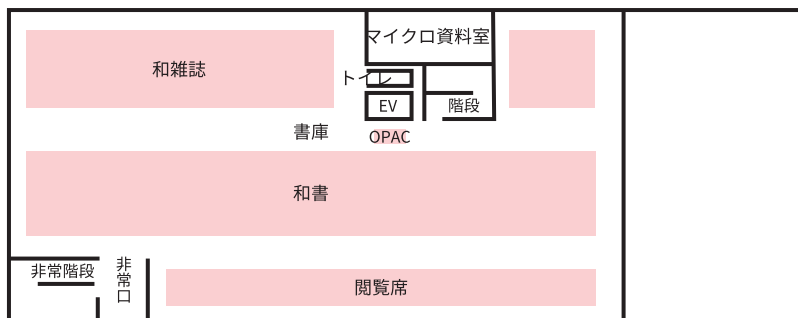 マイクロ資料室
和雑誌
トイレ
EV
階段
書庫
OPAC
和書
非常階段
非常口
閲覧席